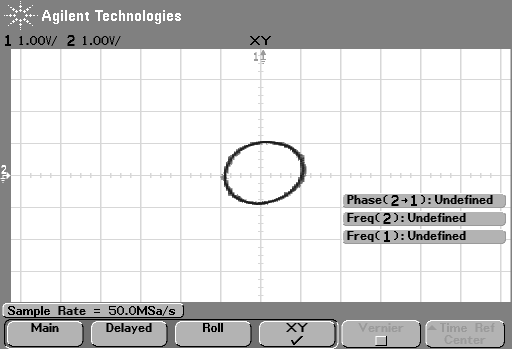 Agilent Technologies
1 1.00V/ 2 1.00V/ XY
2
Phase(2→1): Undefined
Freq(2): Undefined
Freq(1): Undefined
Sample Rate = 50.0MSa/s
Main Delayed Roll XY Vernier Time Ref
Center